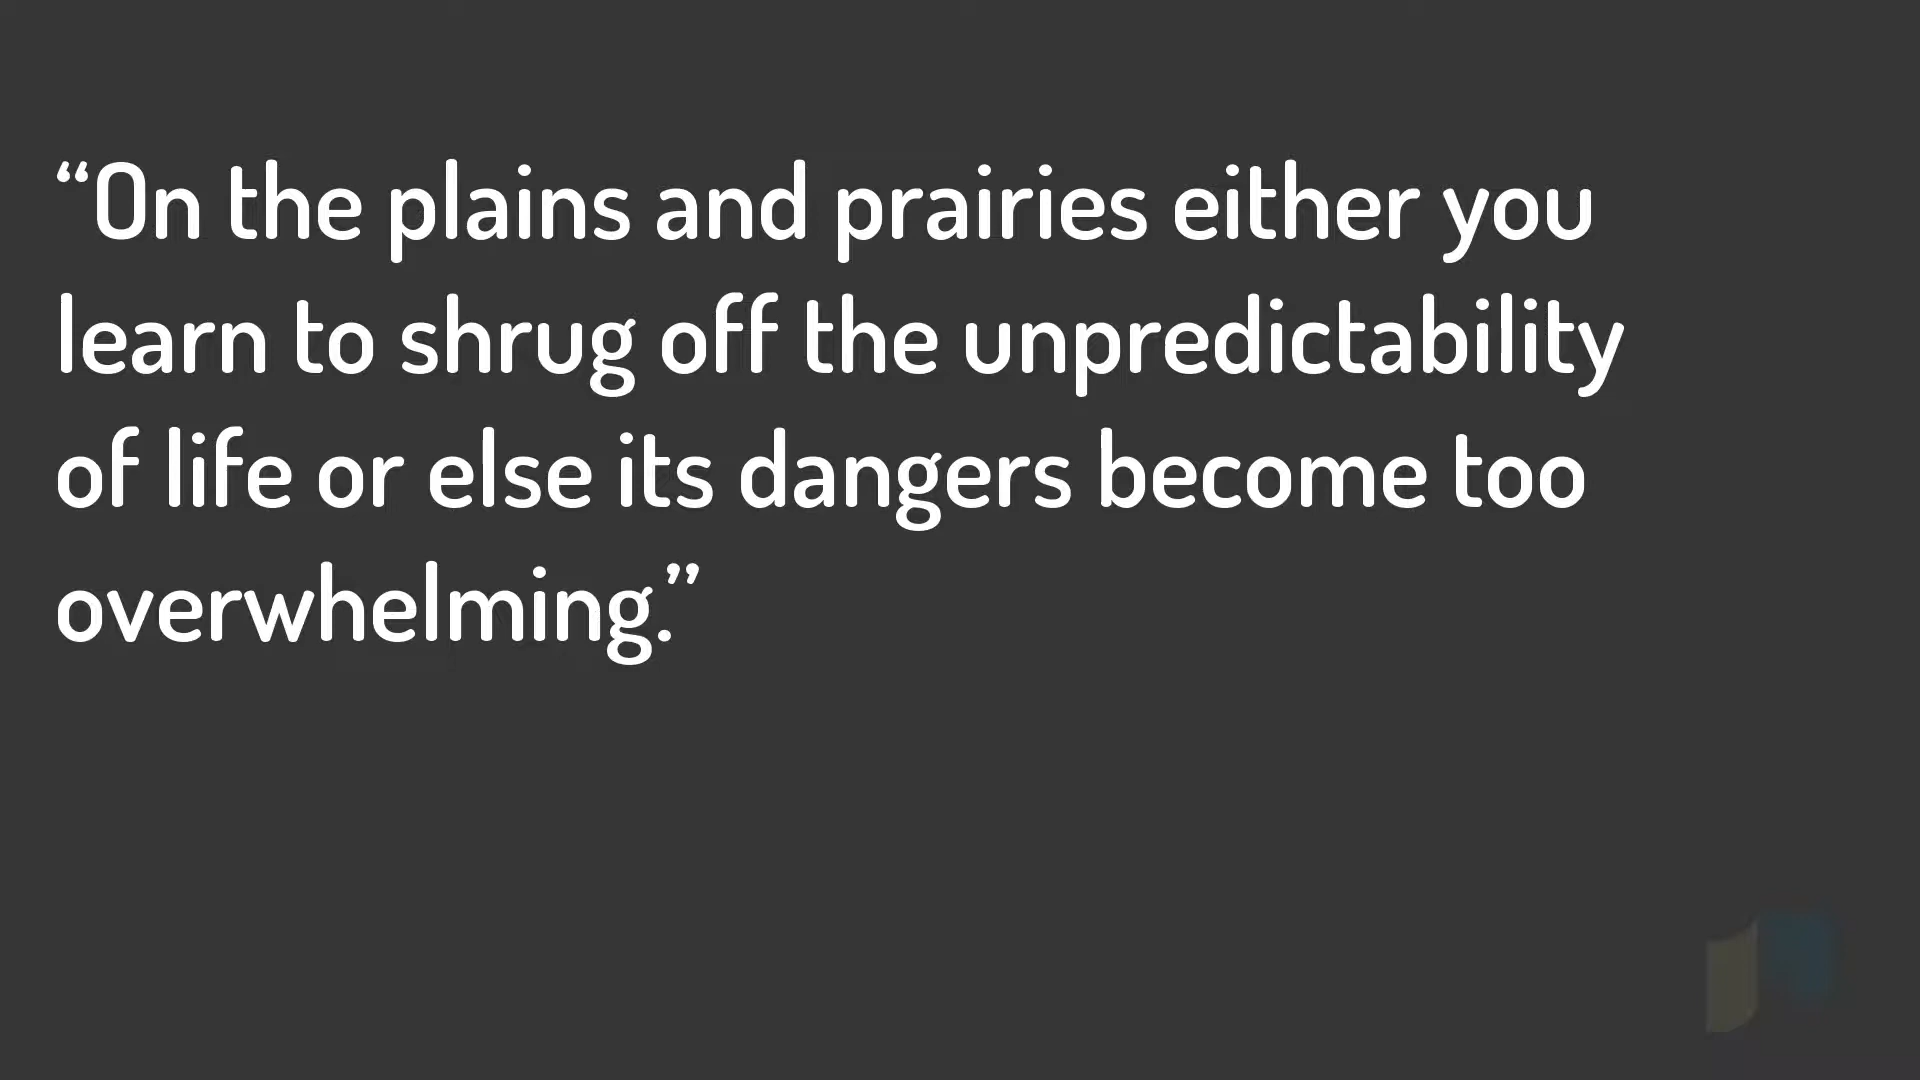 “On the plains and prairies either you
learn to shrug off the unpredictability
of life or else its dangers become too
overwhelming.”